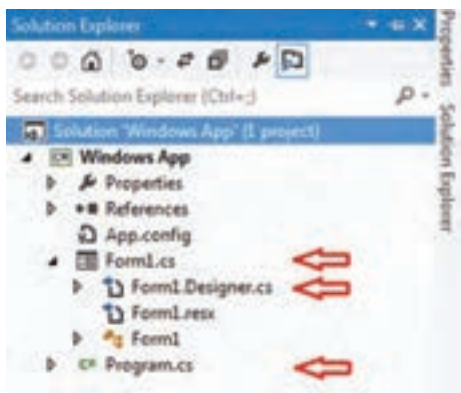 Solution Explorer
Search Solution Explorer (Ctrl+;)
Solution 'Windows App' (1 project)
Windows App
Properties
References
App.config
Form1.cs
Form1.Designer.cs
Form1.resx
Form1
C# Program.cs
Properties
Solution Explorer